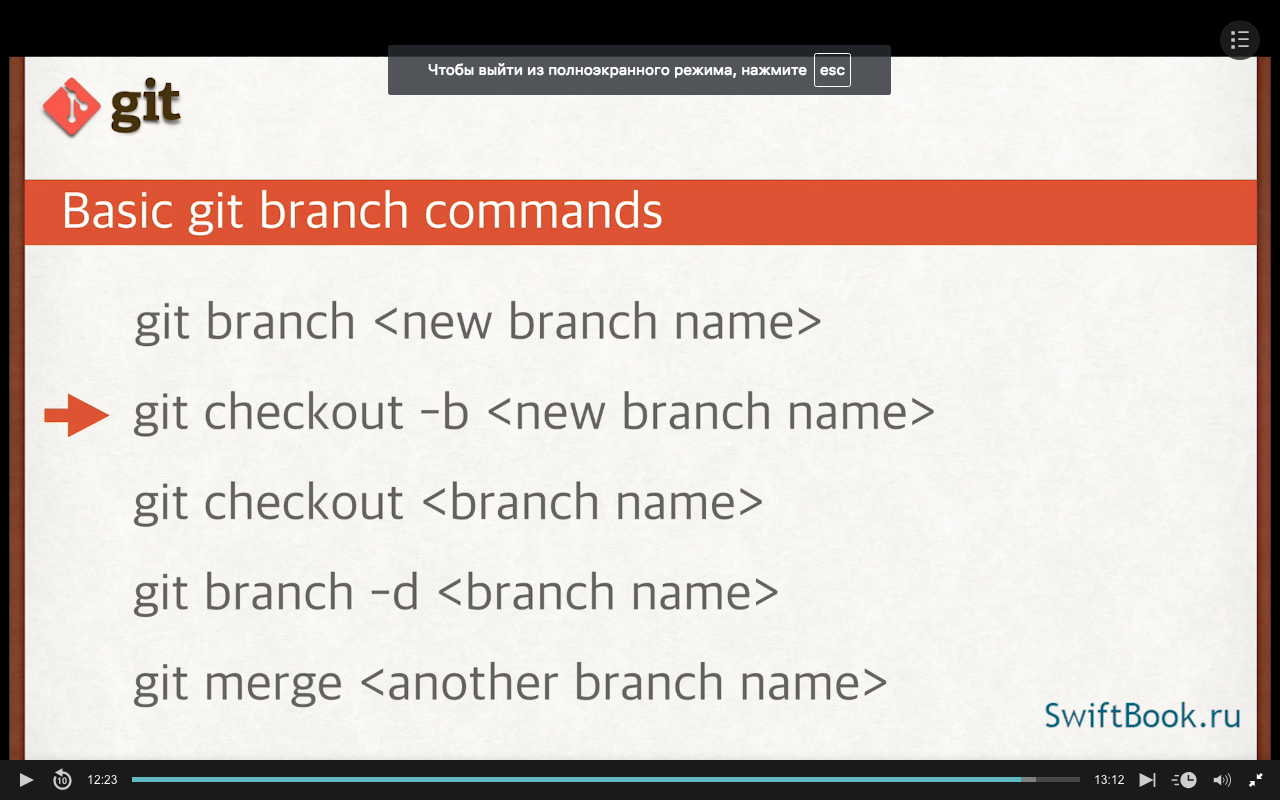 Чтобы выйти из полноэкранного режима, нажмите esc
git
Basic git branch commands
git branch <new branch name>
git checkout -b <new branch name>
git checkout <branch name>
git branch -d <branch name>
git merge <another branch name>
SwiftBook.ru
10 12:23 13:12